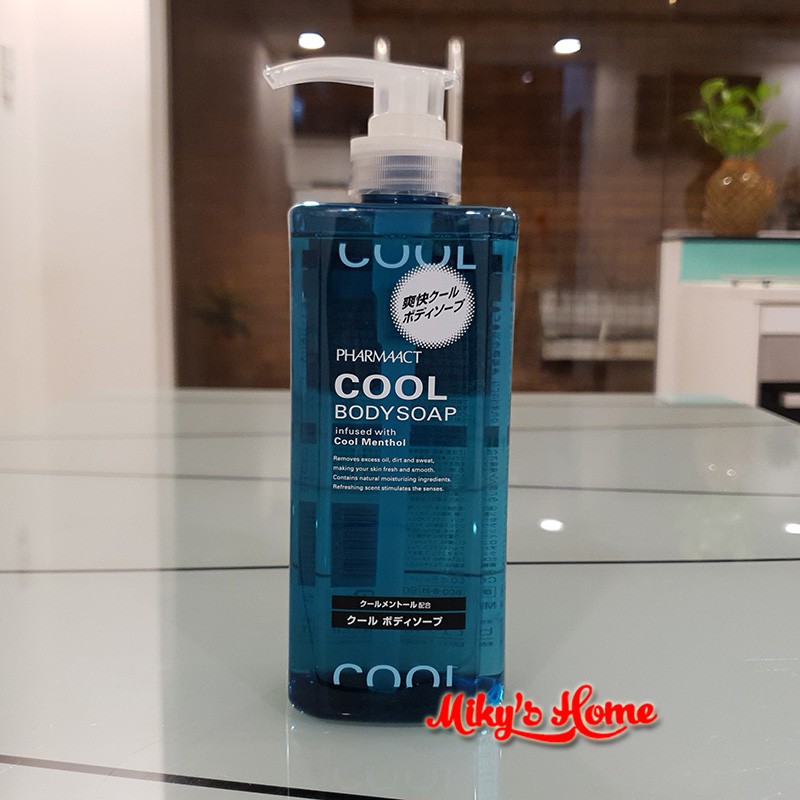 COOL
爽快クール
ボディソープ
PHARMAACT
COOL
BODYSOAP
infused with
Cool Menthol
Removes excess oil, dirt and sweat,
making your skin fresh and smooth.
Contains natural moisturizing ingredients.
Refreshing scent stimulates the senses.
クールメントール配合
クール ボディソープ
COOL
Miky's Home